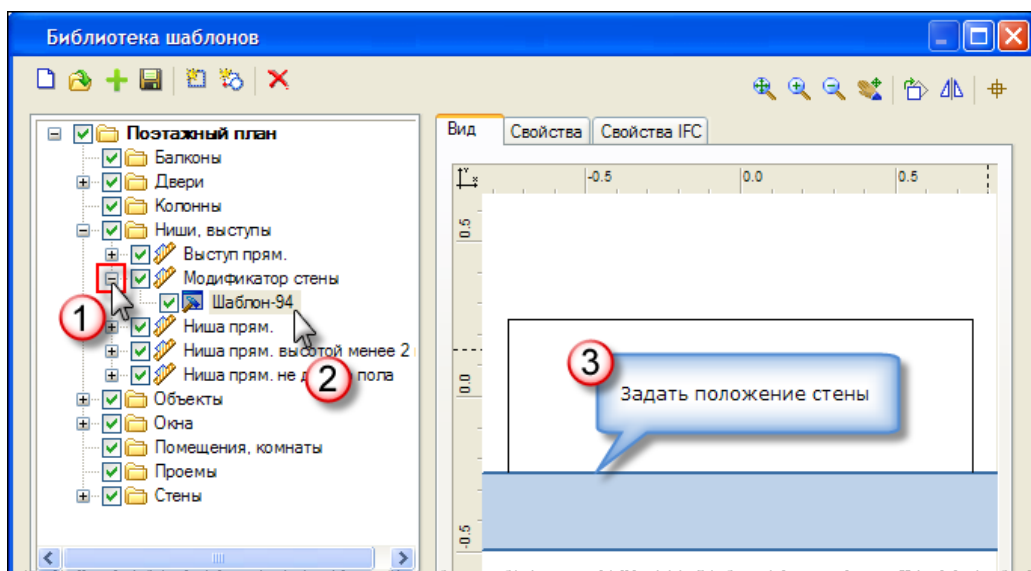 Библиотека шаблонов
Вид
Свойства
Свойства IFC
Поэтажный план
Балконы
Двери
Колонны
Ниши, выступы
Выступ прям.
Модификатор стены
Шаблон-94
Ниша прям.
Ниша прям. высотой менее 2
Ниша прям. не пола
Объекты
Окна
Помещения, комнаты
Проемы
Стены
1
2
Y x
-0.5
0.0
0.5
0.5
0.0
-0.5
3
Задать положение стены